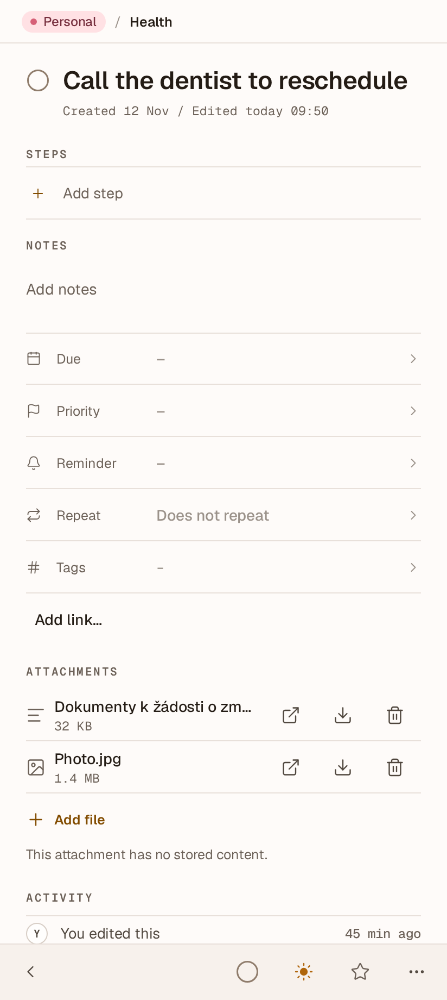 Personal / Health
Call the dentist to reschedule
Created 12 Nov / Edited today 09:50
STEPS
+ Add step
NOTES
Add notes
Due –
Priority –
Reminder –
Repeat Does not repeat
Tags –
Add link...
ATTACHMENTS
Dokumenty k žádosti o zm...
32 KB
Photo.jpg
1.4 MB
+ Add file
This attachment has no stored content.
ACTIVITY
Y You edited this 45 min ago